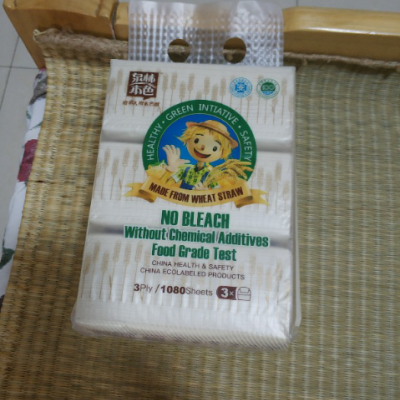 泉林
本色
HEALTHY · GREEN INTIATIVE · SAFETY
MADE FROM WHEAT STRAW
NO BLEACH
Without Chemical Additives
Food Grade Test
CHINA HEALTH & SAFETY
CHINA ECOLABELED PRODUCTS
3Ply / 1080Sheets
3×